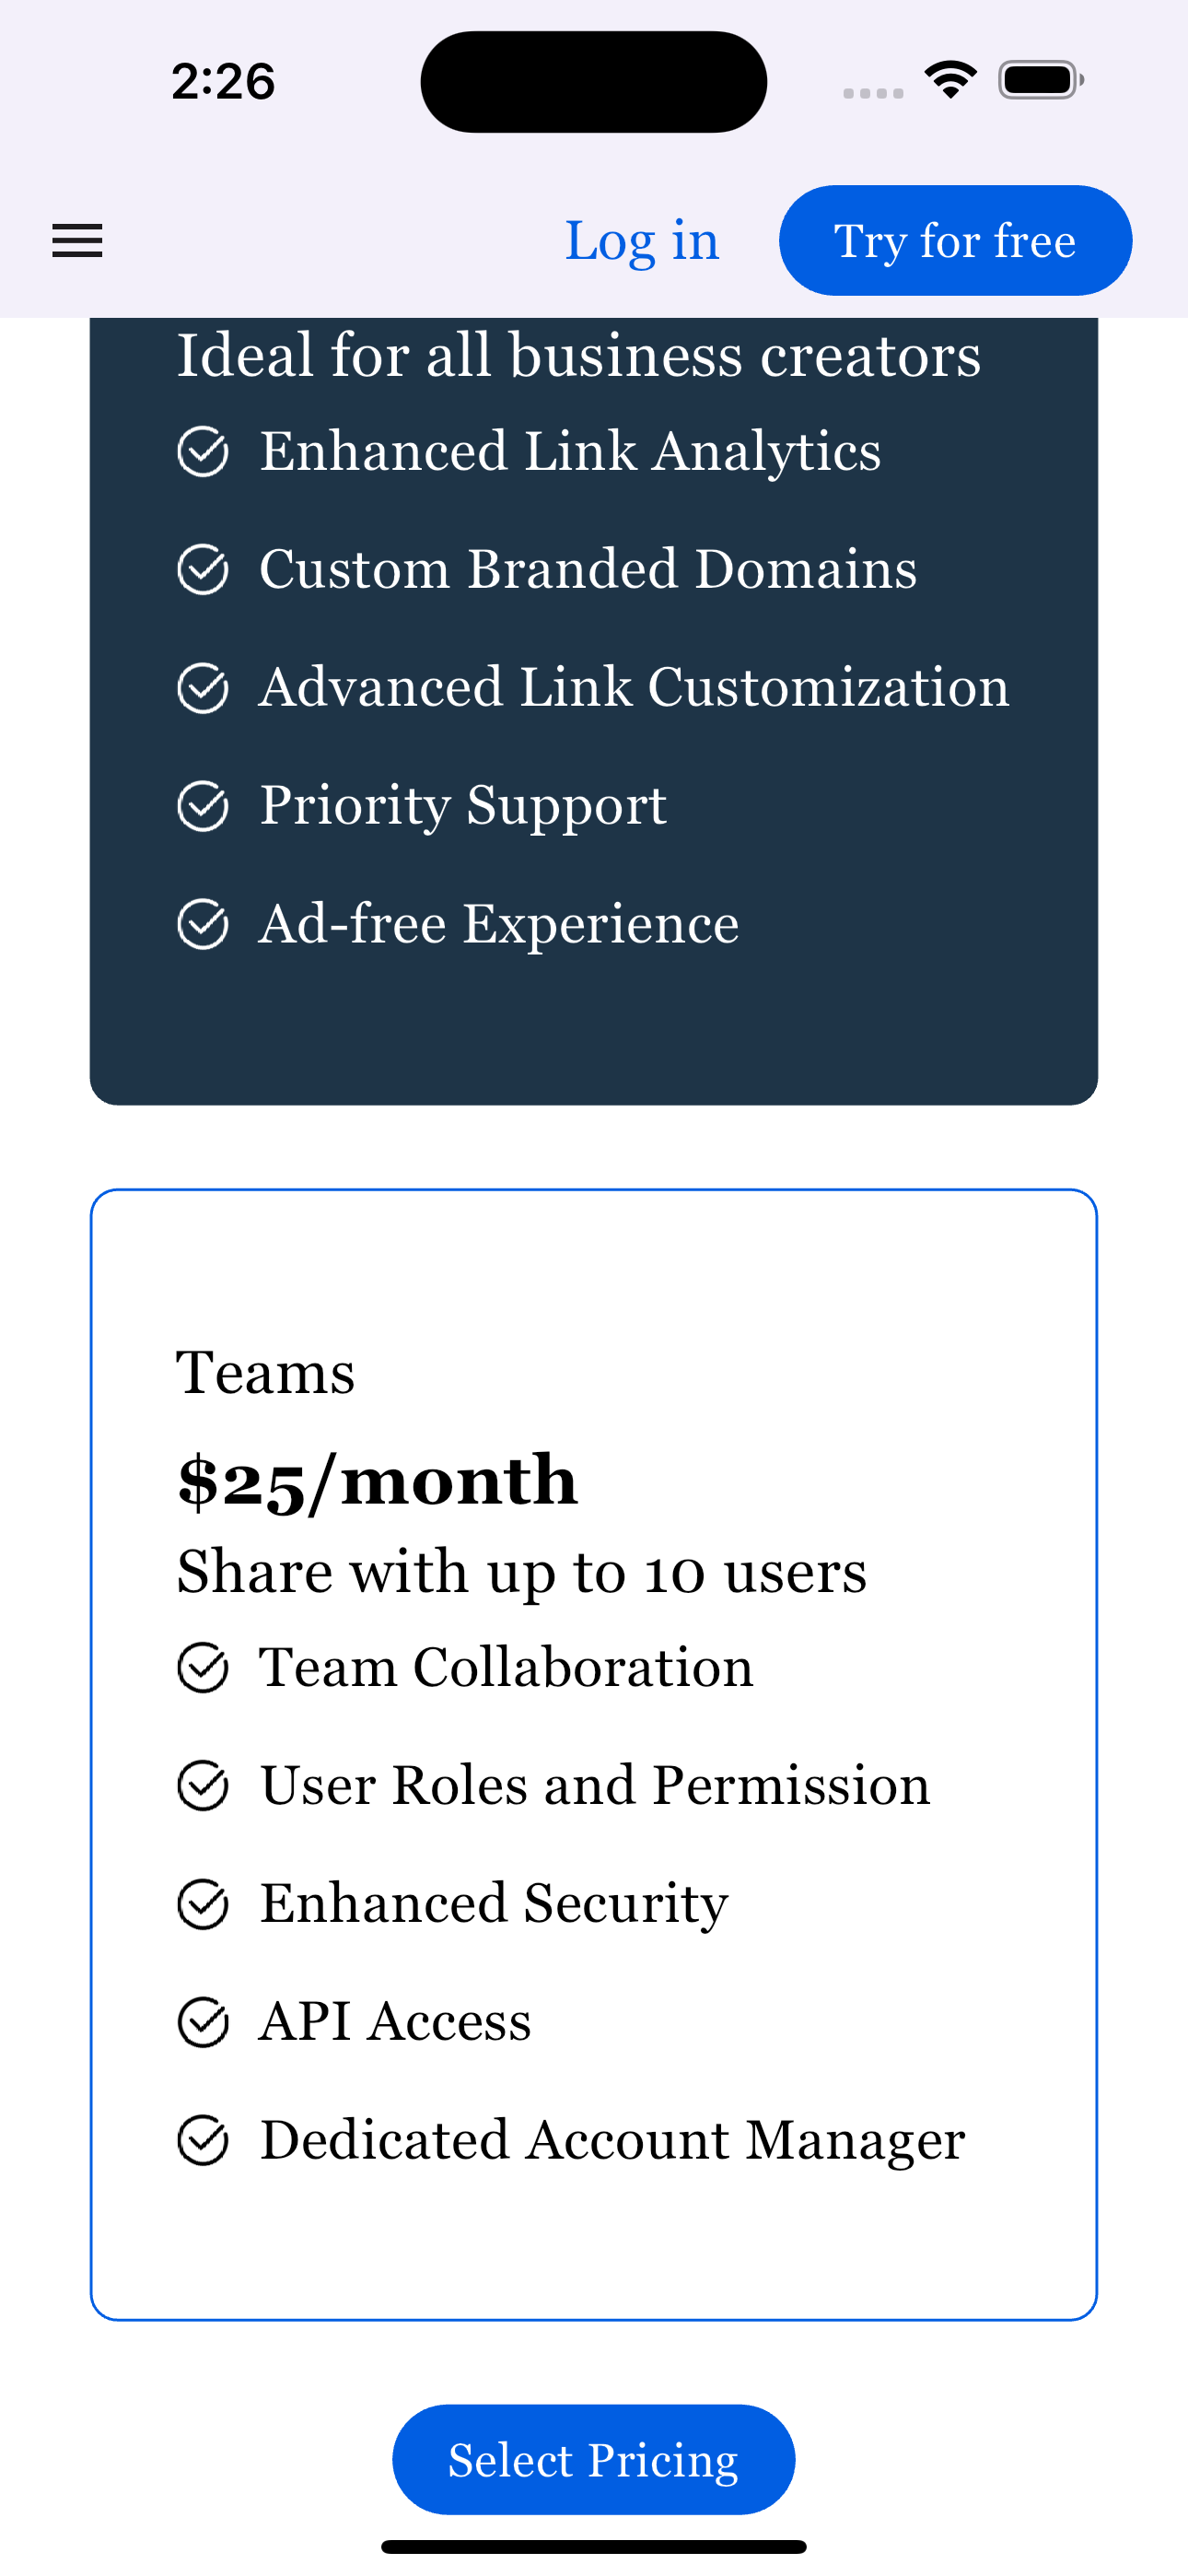 2:26
Log in
Try for free
Ideal for all business creators
Enhanced Link Analytics
Custom Branded Domains
Advanced Link Customization
Priority Support
Ad-free Experience
Teams
$25/month
Share with up to 10 users
Team Collaboration
User Roles and Permission
Enhanced Security
API Access
Dedicated Account Manager
Select Pricing